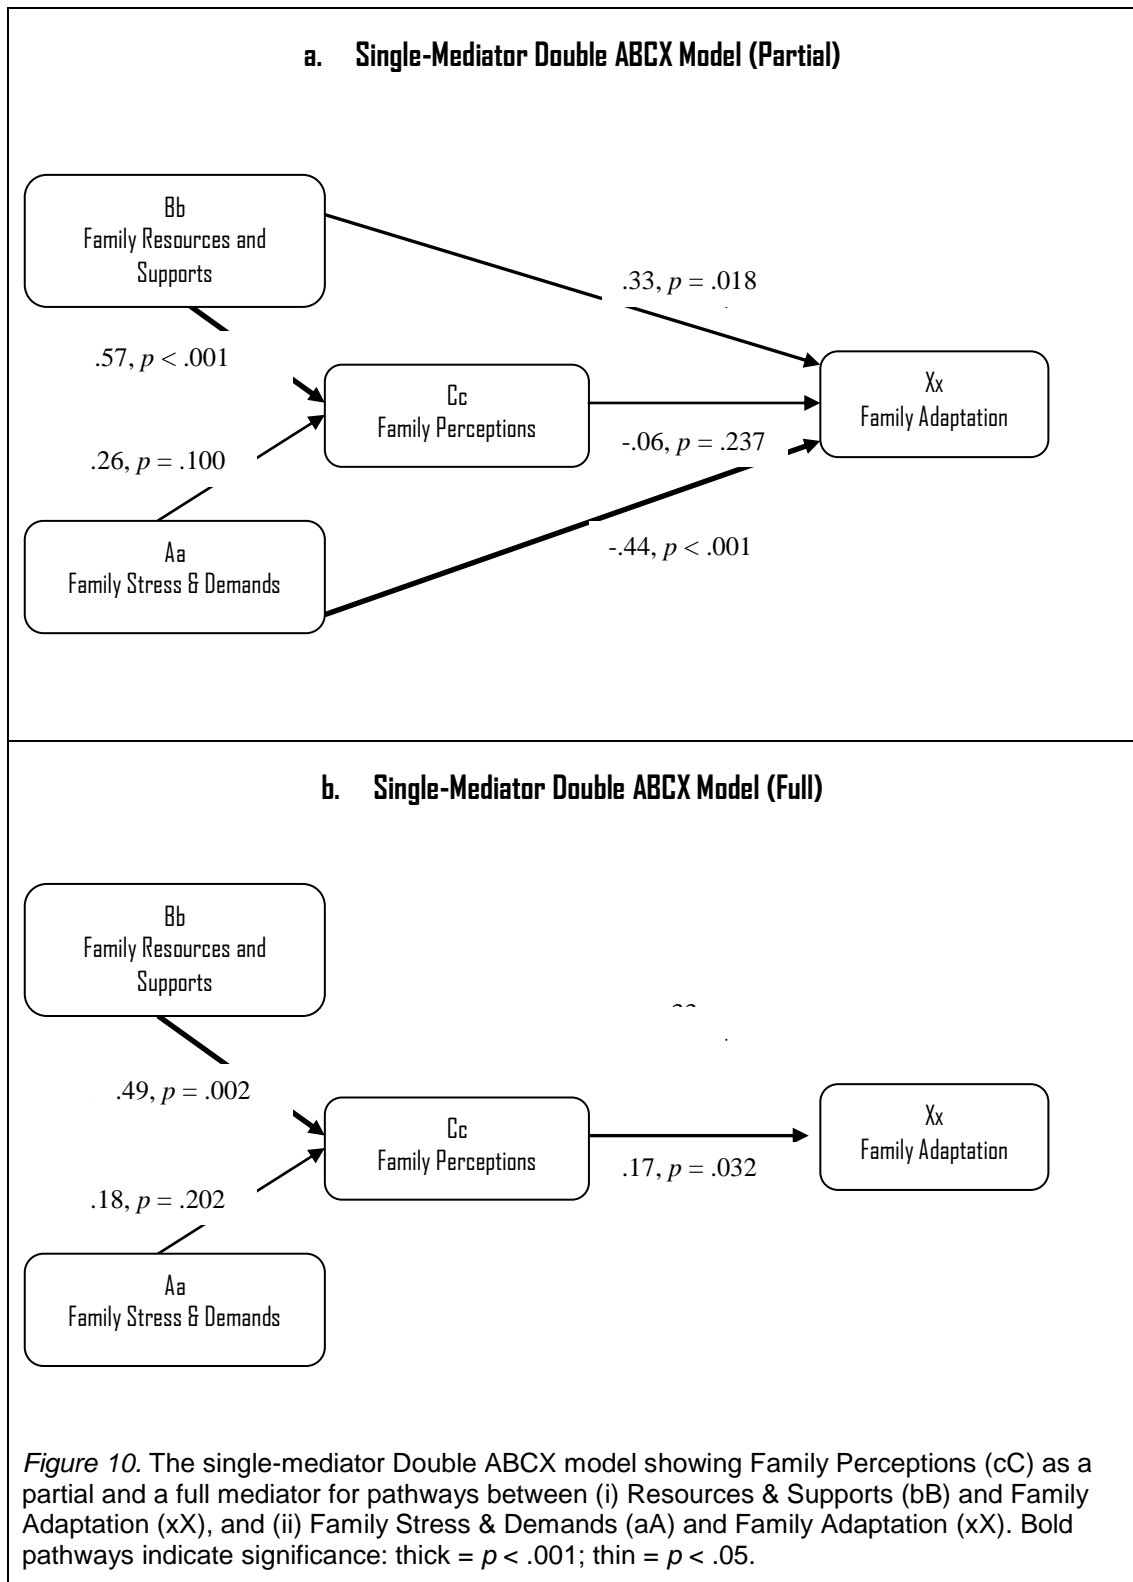 a. Single-Mediator Double ABCX Model (Partial)
Bb
Family Resources and
Supports
.33, p = .018
.57, p < .001
Cc
Family Perceptions
Xx
Family Adaptation
-.06, p = .237
.26, p = .100
-.44, p < .001
Aa
Family Stress & Demands
b. Single-Mediator Double ABCX Model (Full)
Bb
Family Resources and
Supports
.49, p = .002
Cc
Family Perceptions
Xx
Family Adaptation
.17, p = .032
.18, p = .202
Aa
Family Stress & Demands
Figure 10. The single-mediator Double ABCX model showing Family Perceptions (cC) as a
partial and a full mediator for pathways between (i) Resources & Supports (bB) and Family
Adaptation (xX), and (ii) Family Stress & Demands (aA) and Family Adaptation (xX). Bold
pathways indicate significance: thick = p < .001; thin = p < .05.